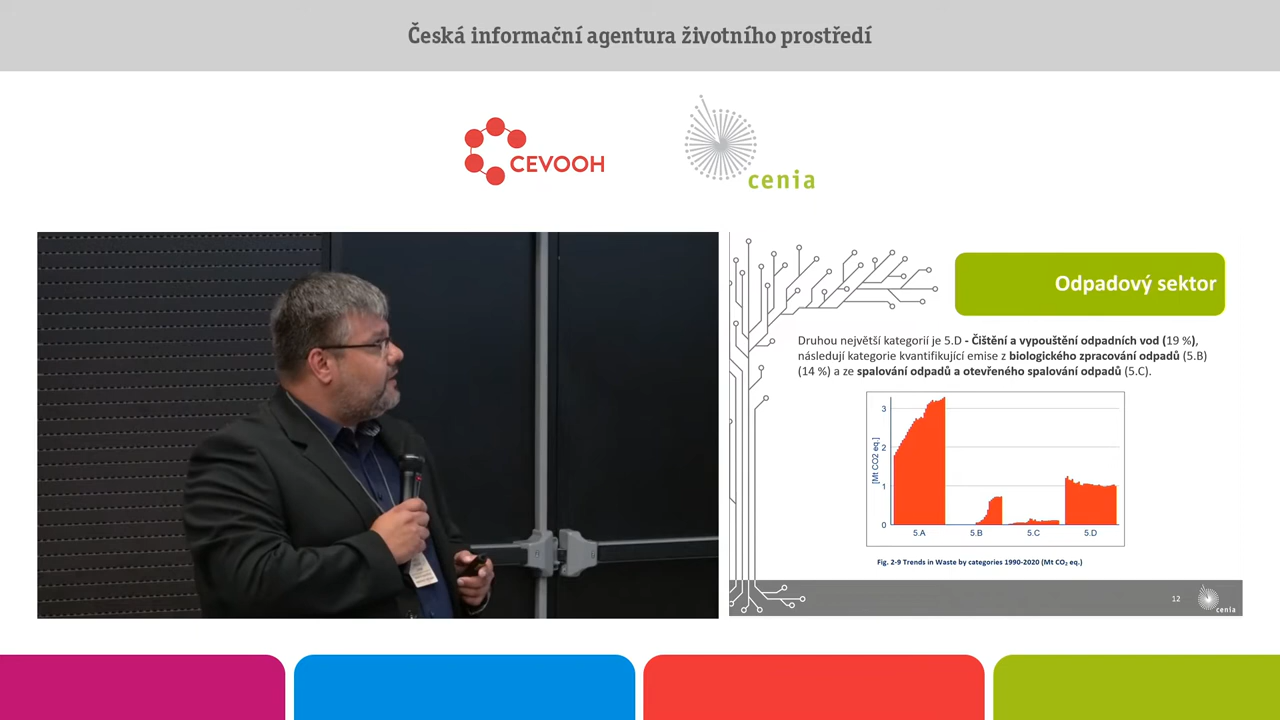 Česká informační agentura životního prostředí
CEVOOH
cenia
Odpadový sektor
Druhou největší kategorií je 5.D - Čištění a vypouštění odpadních vod (19 %),
následují kategorie kvantifikující emise z biologického zpracování odpadů (5.B)
(14 %) a ze spalování odpadů a otevřeného spalování odpadů (5.C).
[Mt CO2 eq.]
3
2
1
0
5.A 5.B 5.C 5.D
Fig. 2-9 Trends in Waste by categories 1990-2020 (Mt CO₂ eq.)
12
cenia